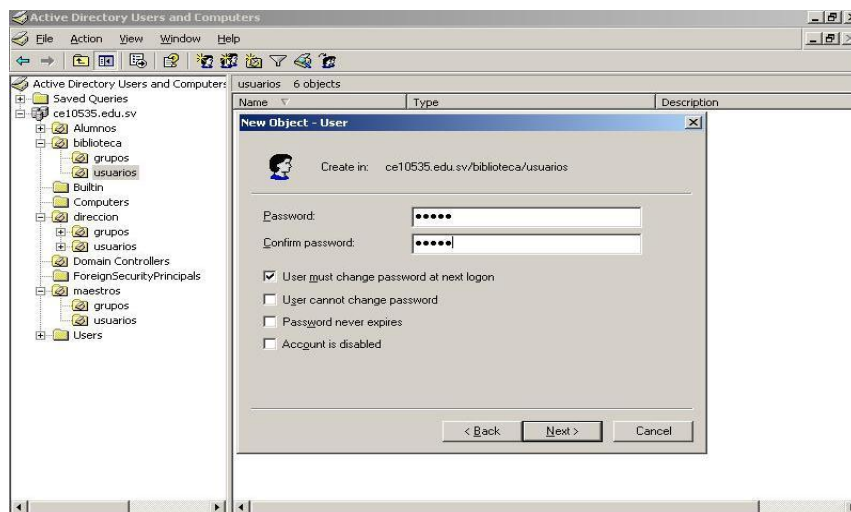 Active Directory Users and Computers
File Action View Window Help
Active Directory Users and Computers
Saved Queries
ce10535.edu.sv
Alumnos
biblioteca
grupos
usuarios
Builtin
Computers
direccion
grupos
usuarios
Domain Controllers
ForeignSecurityPrincipals
maestros
grupos
usuarios
Users
usuarios 6 objects
Name Type Description
New Object - User
Create in: ce10535.edu.sv/biblioteca/usuarios
Password: •••••
Confirm password: •••••
User must change password at next logon
User cannot change password
Password never expires
Account is disabled
< Back Next > Cancel